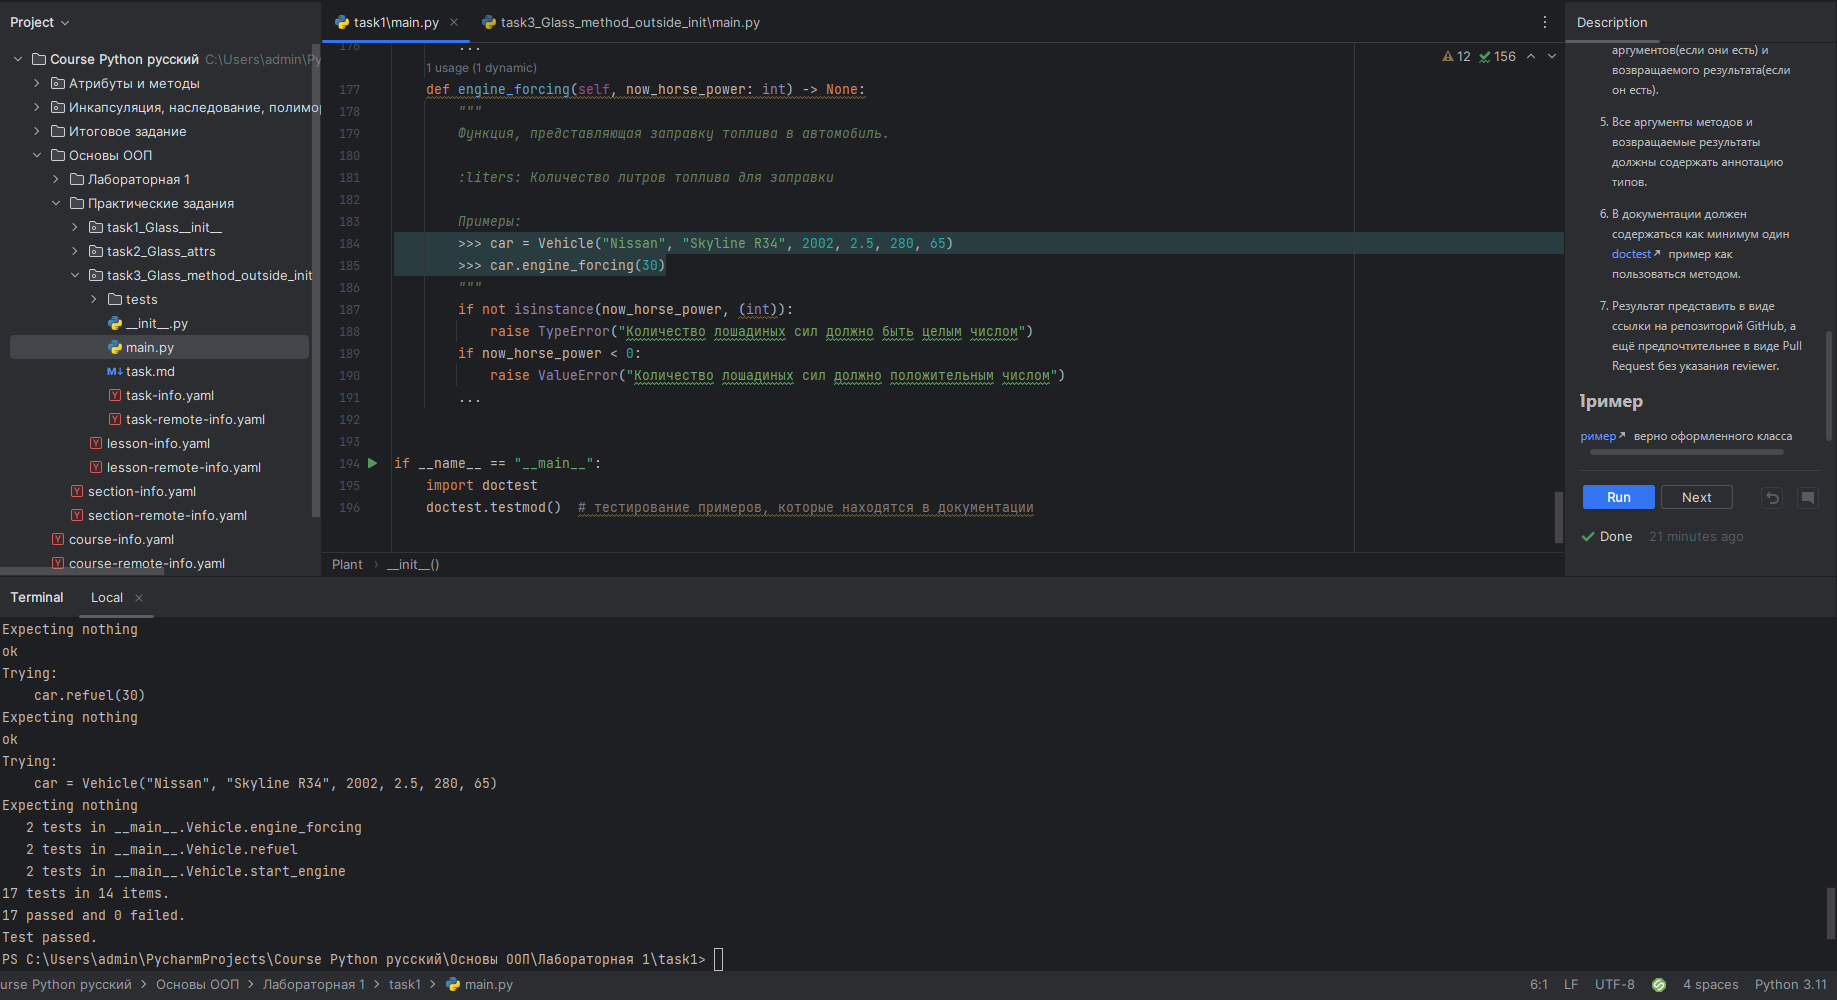 Project
Course Python русский C:\Users\admin\Py
Атрибуты и методы
Инкапсуляция, наследование, полимор
Итоговое задание
Основы ООП
Лабораторная 1
Практические задания
task1_Glass__init__
task2_Glass_attrs
task3_Glass_method_outside_init
tests
__init__.py
main.py
task.md
task-info.yaml
task-remote-info.yaml
lesson-info.yaml
lesson-remote-info.yaml
section-info.yaml
section-remote-info.yaml
course-info.yaml
course-remote-info.yaml
task1\main.py
task3_Glass_method_outside_init\main.py
12 156
176 ...
1 usage (1 dynamic)
177 def engine_forcing(self, now_horse_power: int) -> None:
178 """
179 Функция, представляющая заправку топлива в автомобиль.
180
181 :liters: Количество литров топлива для заправки
182
183 Примеры:
184 >>> car = Vehicle("Nissan", "Skyline R34", 2002, 2.5, 280, 65)
185 >>> car.engine_forcing(30)
186 """
187 if not isinstance(now_horse_power, (int)):
188 raise TypeError("Количество лошадиных сил должно быть целым числом")
189 if now_horse_power < 0:
190 raise ValueError("Количество лошадиных сил должно положительным числом")
191 ...
192
193
194 if __name__ == "__main__":
195 import doctest
196 doctest.testmod() # тестирование примеров, которые находятся в документации
Plant __init__()
Description
аргументов(если они есть) и
возвращаемого результата(если
он есть).
5. Все аргументы методов и
возвращаемые результаты
должны содержать аннотацию
типов.
6. В документации должен
содержаться как минимум один
doctest пример как
пользоваться методом.
7. Результат представить в виде
ссылки на репозиторий GitHub, а
ещё предпочтительнее в виде Pull
Request без указания reviewer.
Пример
ример верно оформленного класса
Run Next
Done 21 minutes ago
Terminal Local
Expecting nothing
ok
Trying:
car.refuel(30)
Expecting nothing
ok
Trying:
car = Vehicle("Nissan", "Skyline R34", 2002, 2.5, 280, 65)
Expecting nothing
2 tests in __main__.Vehicle.engine_forcing
2 tests in __main__.Vehicle.refuel
2 tests in __main__.Vehicle.start_engine
17 tests in 14 items.
17 passed and 0 failed.
Test passed.
PS C:\Users\admin\PycharmProjects\Course Python русский\Основы ООП\Лабораторная 1\task1>
urse Python русский Основы ООП Лабораторная 1 task1 main.py
6:1 LF UTF-8 4 spaces Python 3.11